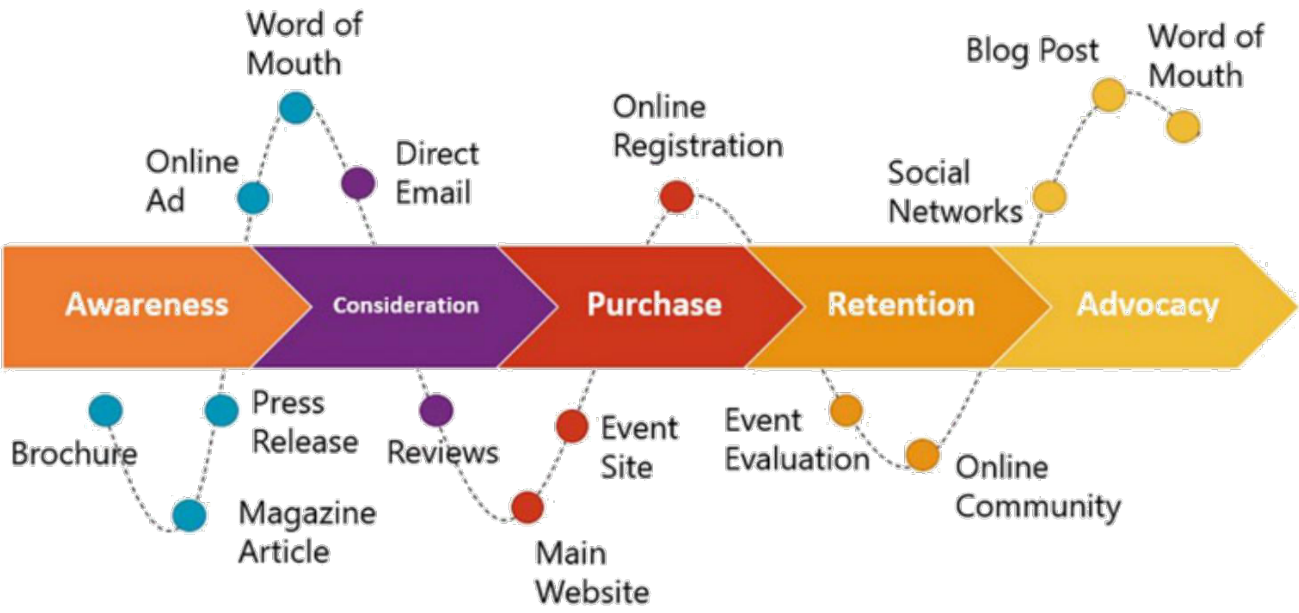 Word of
Mouth
Online
Ad
Direct
Email
Online
Registration
Blog Post
Word of
Mouth
Social
Networks
Awareness
Consideration
Purchase
Retention
Advocacy
Brochure
Press
Release
Magazine
Article
Reviews
Event
Site
Main
Website
Event
Evaluation
Online
Community